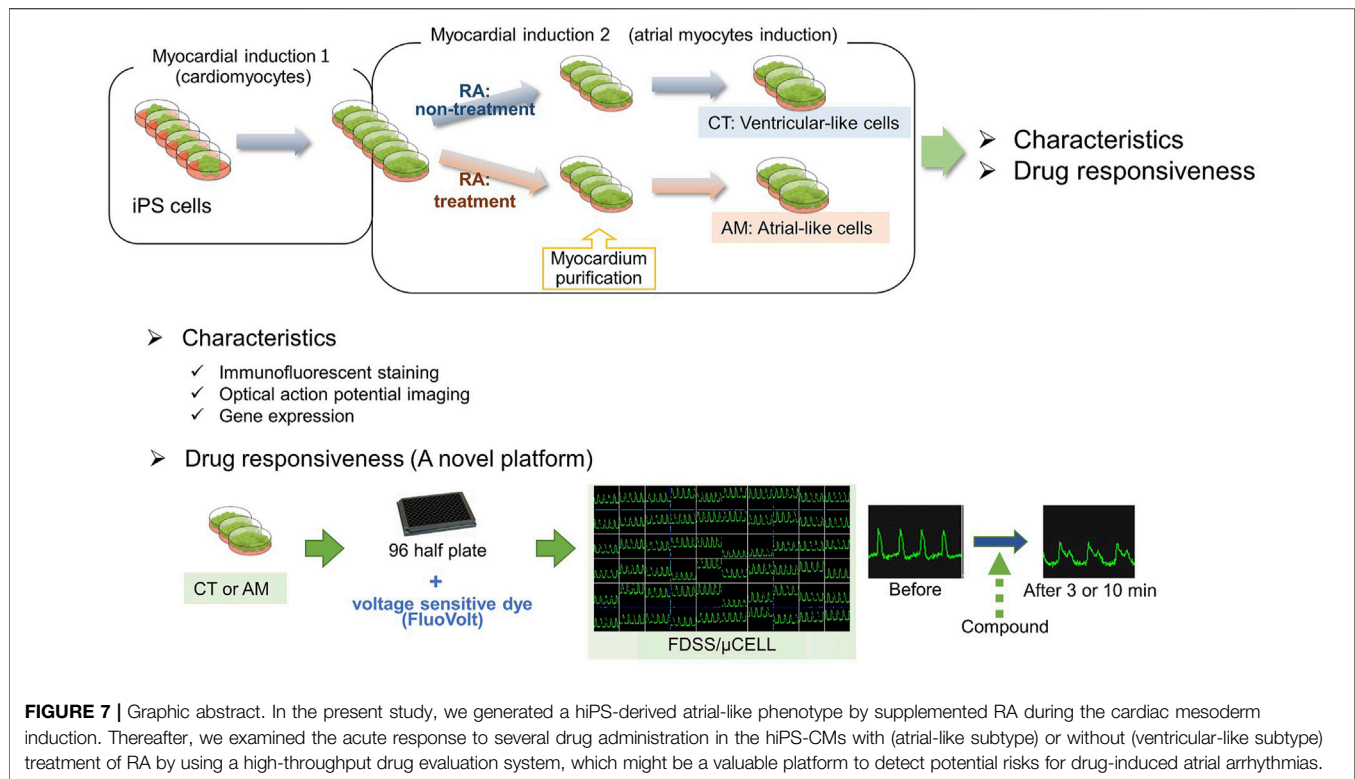 Myocardial induction 1
(cardiomyocytes)
iPS cells
Myocardial induction 2 (atrial myocytes induction)
RA:
non-treatment
RA:
treatment
Myocardium
purification
CT: Ventricular-like cells
AM: Atrial-like cells
➢ Characteristics
➢ Drug responsiveness
➢ Characteristics
✓ Immunofluorescent staining
✓ Optical action potential imaging
✓ Gene expression
➢ Drug responsiveness (A novel platform)
CT or AM
96 half plate
+
voltage sensitive dye
(FluoVolt)
FDSS/μCELL
Before
After 3 or 10 min
Compound
FIGURE 7 | Graphic abstract. In the present study, we generated a hiPS-derived atrial-like phenotype by supplemented RA during the cardiac mesoderm
induction. Thereafter, we examined the acute response to several drug administration in the hiPS-CMs with (atrial-like subtype) or without (ventricular-like subtype)
treatment of RA by using a high-throughput drug evaluation system, which might be a valuable platform to detect potential risks for drug-induced atrial arrhythmias.